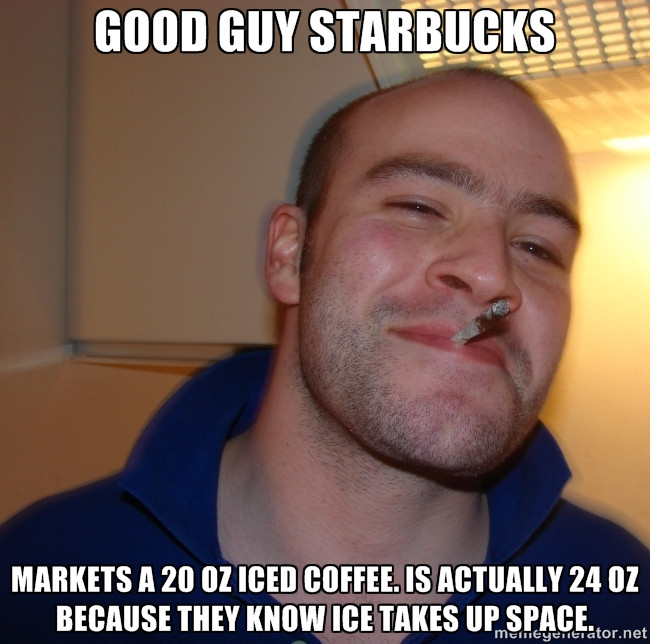 GOOD GUY STARBUCKS
MARKETS A 20 OZ ICED COFFEE. IS ACTUALLY 24 OZ
BECAUSE THEY KNOW ICE TAKES UP SPACE.
memegenerator.net